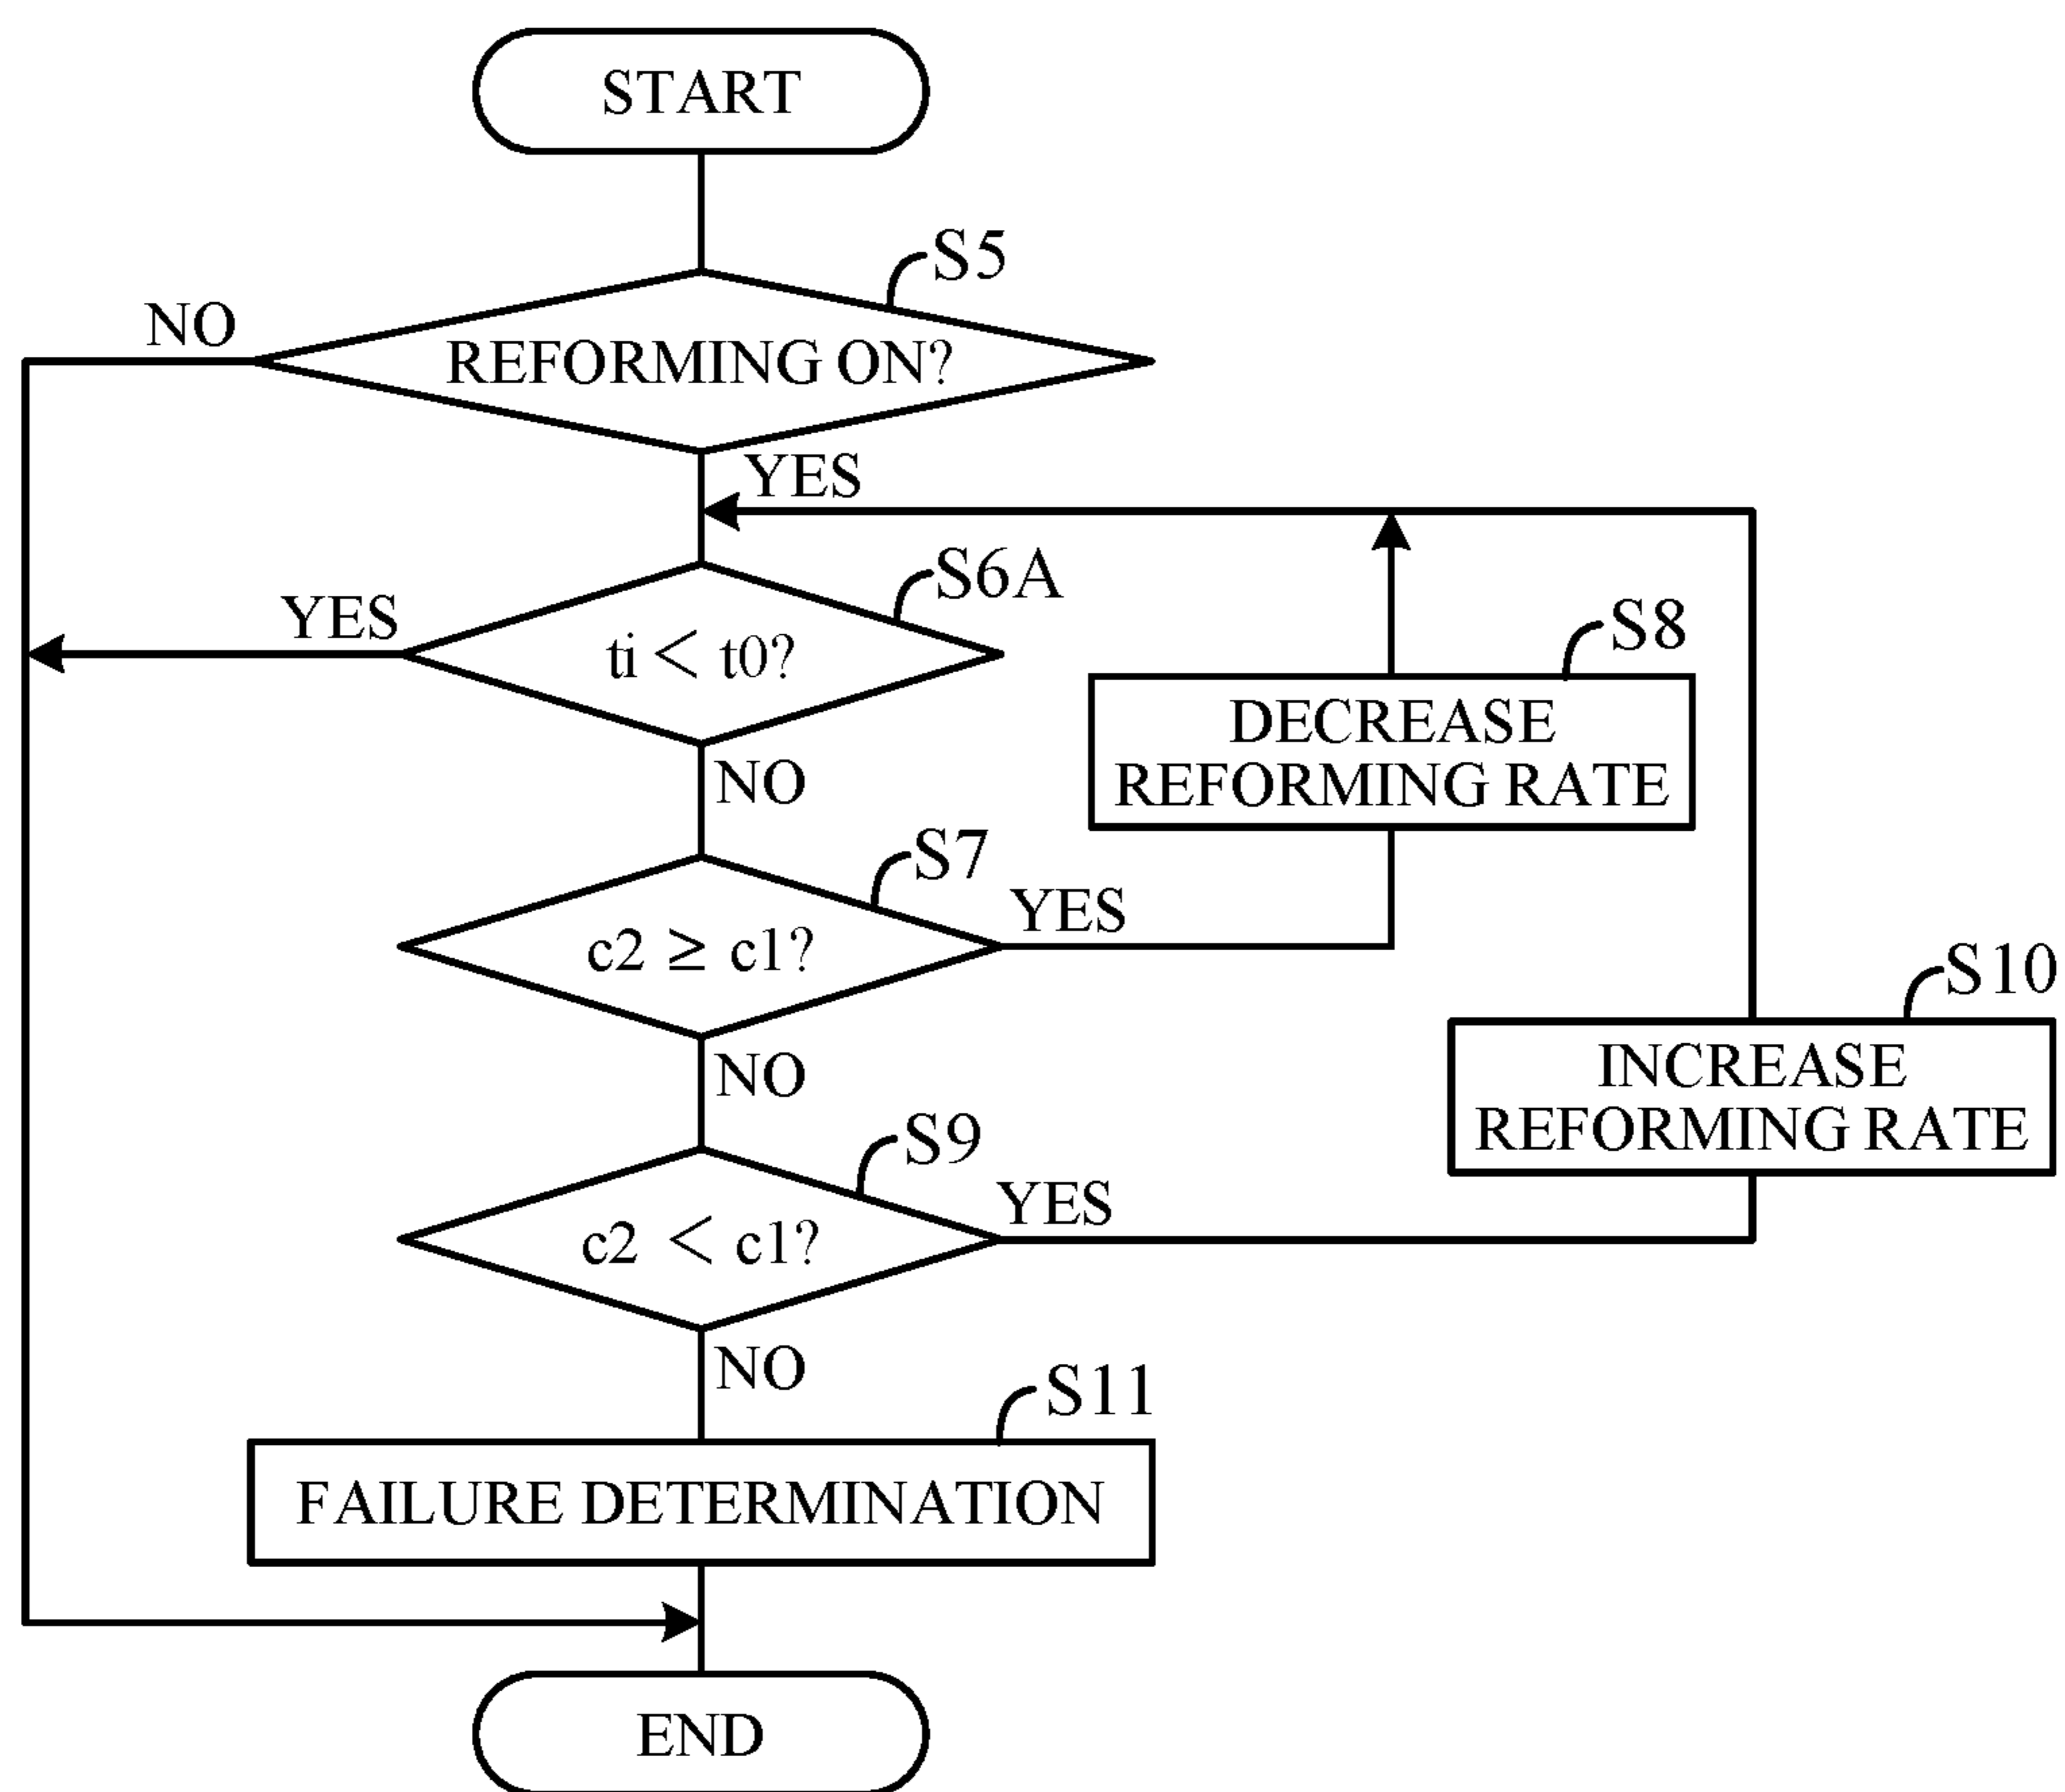 START
S5
NO
REFORMING ON?
YES
S6A
YES
ti < t0?
S8
DECREASE
REFORMING RATE
NO
S7
YES
c2 ≥ c1?
S10
INCREASE
REFORMING RATE
NO
S9
YES
c2 < c1?
NO
S11
FAILURE DETERMINATION
END